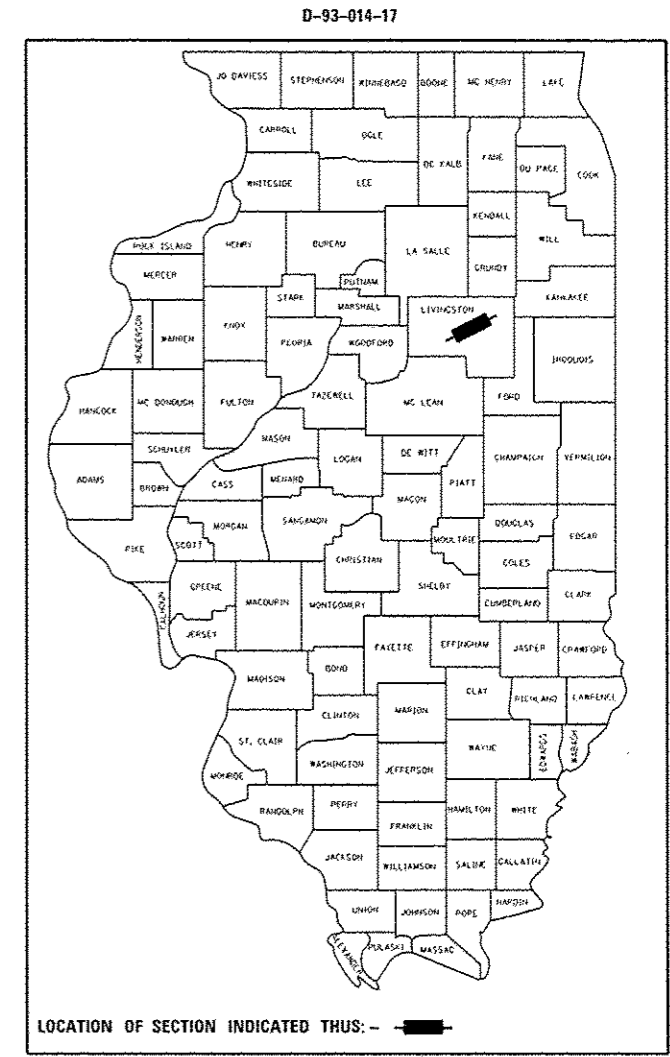 D-93-014-17
JO DAVIESS STEPHENSON WINNEBAGO BOONE MC HENRY LAKE
CARROLL OGLE
DE KALB KANE DU PAGE COOK
WHITESIDE LEE
KENDALL
ROCK ISLAND HENRY BUREAU LA SALLE WILL
MERCER PUTNAM GRUNDY
STARK MARSHALL LIVINGSTON KANKAKEE
HENDERSON WARREN KNOX PEORIA WOODFORD IROQUOIS
HANCOCK MC DONOUGH FULTON TAZEWELL MC LEAN FORD
MASON
SCHUYLER LOGAN DE WITT CHAMPAIGN VERMILION
ADAMS BROWN CASS MENARD PIATT
MACON
MORGAN SANGAMON DOUGLAS EDGAR
PIKE SCOTT CHRISTIAN MOULTRIE
COLES
GREENE SHELBY
CALHOUN MACOUPIN MONTGOMERY CUMBERLAND CLARK
JERSEY FAYETTE EFFINGHAM JASPER CRAWFORD
BOND
MADISON CLAY RICHLAND LAWRENCE
CLINTON MARION
ST. CLAIR WAYNE EDWARDS WABASH
MONROE WASHINGTON JEFFERSON
RANDOLPH PERRY HAMILTON WHITE
FRANKLIN
JACKSON WILLIAMSON SALINE GALLATIN
UNION JOHNSON POPE HARDIN
ALEXANDER PULASKI MASSAC
LOCATION OF SECTION INDICATED THUS: -